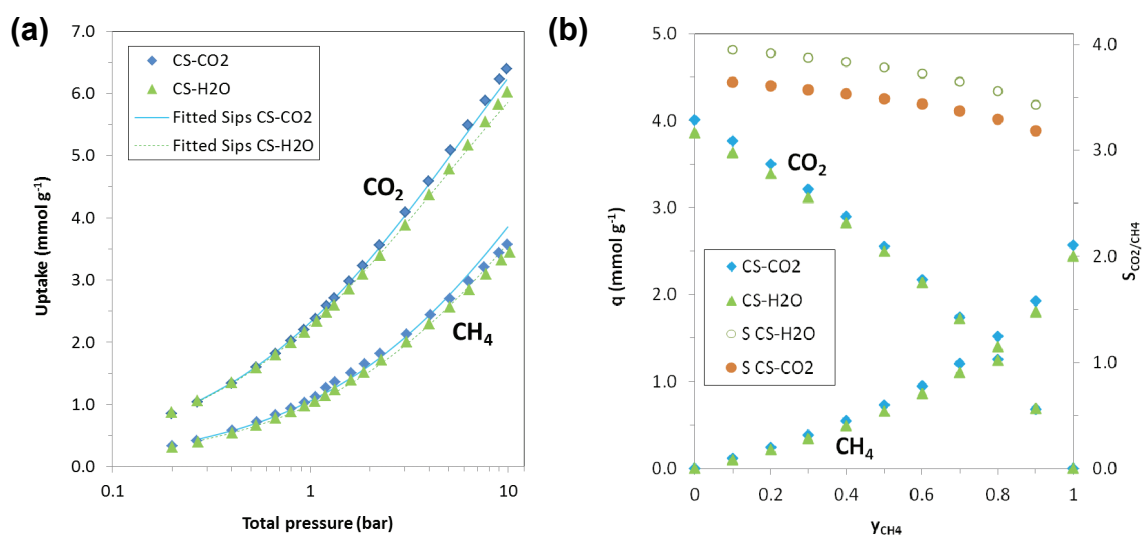 (a)
7.0
6.0
5.0
4.0
3.0
2.0
1.0
0.0
Uptake (mmol g⁻¹)
CS-CO2
CS-H2O
Fitted Sips CS-CO2
Fitted Sips CS-H2O
CO₂
CH₄
0.1
1
10
Total pressure (bar)
(b)
5.0
4.0
3.0
2.0
1.0
0.0
q (mmol g⁻¹)
CO₂
CS-CO2
CS-H2O
S CS-H2O
S CS-CO2
CH₄
4.0
3.0
2.0
1.0
0.0
S_CO2/CH4
0
0.2
0.4
0.6
0.8
1
y_CH4